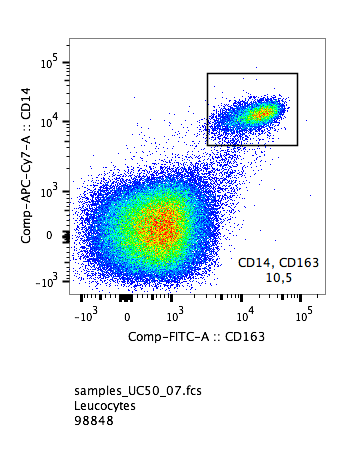 Comp-APC-Cy7-A :: CD14
10⁵
10⁴
10³
0
-10³
CD14, CD163
10,5
-10³ 0 10³ 10⁴ 10⁵
Comp-FITC-A :: CD163
samples_UC50_07.fcs
Leucocytes
98848